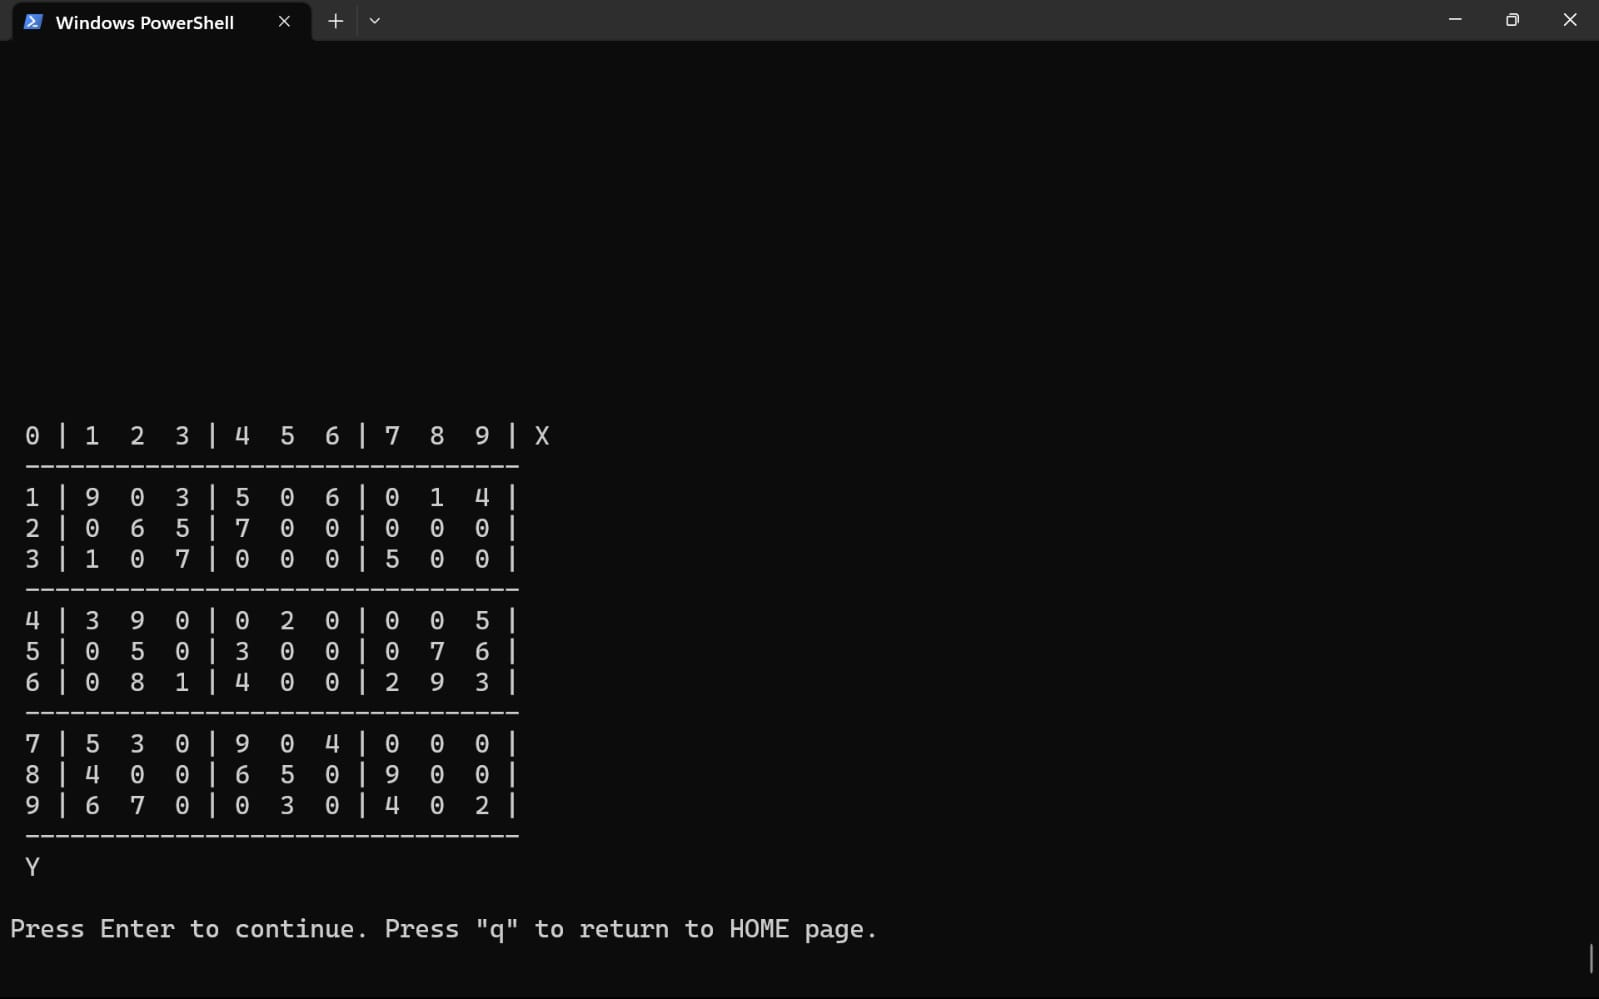 Windows PowerShell
0 | 1  2  3 | 4  5  6 | 7  8  9 | X
---------------------------------
1 | 9  0  3 | 5  0  6 | 0  1  4 |
2 | 0  6  5 | 7  0  0 | 0  0  0 |
3 | 1  0  7 | 0  0  0 | 5  0  0 |
---------------------------------
4 | 3  9  0 | 0  2  0 | 0  0  5 |
5 | 0  5  0 | 3  0  0 | 0  7  6 |
6 | 0  8  1 | 4  0  0 | 2  9  3 |
---------------------------------
7 | 5  3  0 | 9  0  4 | 0  0  0 |
8 | 4  0  0 | 6  5  0 | 9  0  0 |
9 | 6  7  0 | 0  3  0 | 4  0  2 |
---------------------------------
Y
Press Enter to continue. Press "q" to return to HOME page.